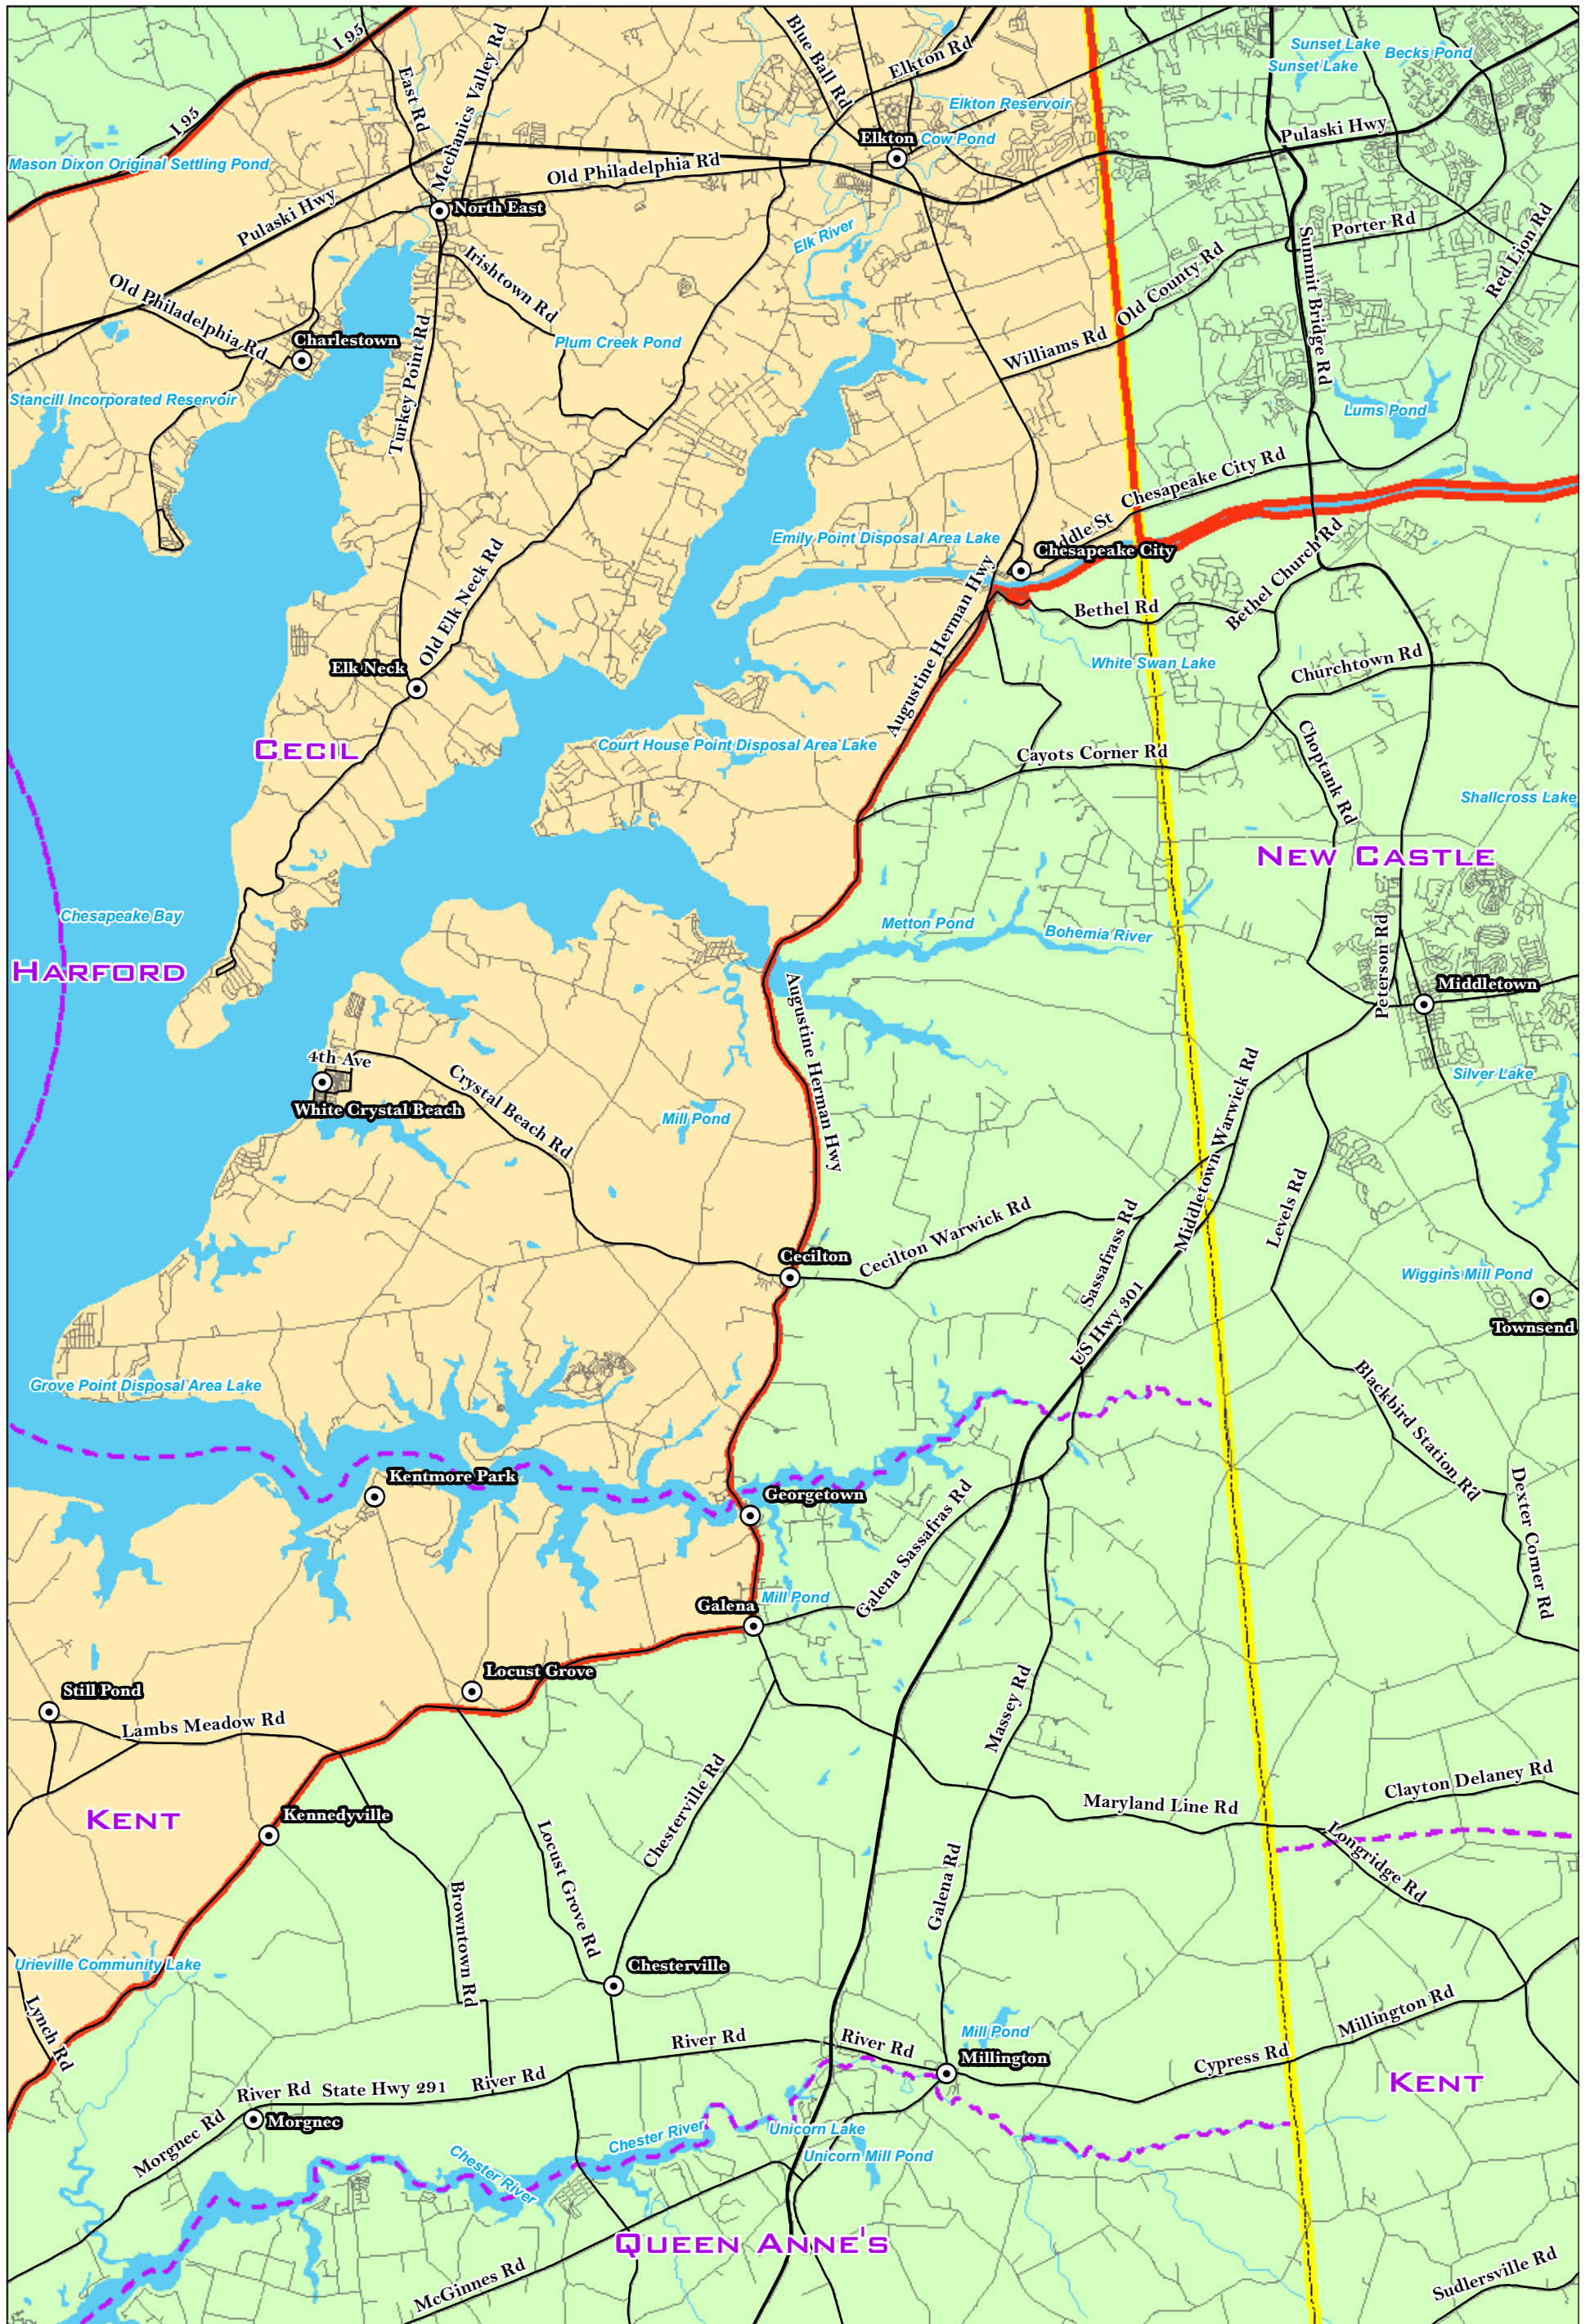 I 95
Blue Ball Rd
Elkton Rd
East Rd
Mechanics Valley Rd
Sunset Lake
Becks Pond
Sunset Lake
I 95
Elkton Reservoir
Pulaski Hwy
Elkton
Cow Pond
Mason Dixon Original Settling Pond
Old Philadelphia Rd
Pulaski Hwy
North East
Elk River
Porter Rd
Red Lion Rd
Summit Bridge Rd
Irishtown Rd
Old County Rd
Old Philadelphia Rd
Charlestown
Plum Creek Pond
Williams Rd
Turkey Point Rd
Stancill Incorporated Reservoir
Lums Pond
Chesapeake City Rd
Emily Point Disposal Area Lake
ddle St
Chesapeake City
Bethel Church Rd
Old Elk Neck Rd
Bethel Rd
Augustine Herman Hwy
Elk Neck
White Swan Lake
Churchtown Rd
Cecil
Court House Point Disposal Area Lake
Cayots Corner Rd
Choptank Rd
Shallcross Lake
New Castle
Chesapeake Bay
Metton Pond
Bohemia River
Harford
Peterson Rd
Middletown
Augustine Herman Hwy
4th Ave
White Crystal Beach
Crystal Beach Rd
Mill Pond
Silver Lake
Middletown Warwick Rd
Levels Rd
Cecilton
Cecilton Warwick Rd
Sassafrass Rd
US Hwy 301
Wiggins Mill Pond
Townsend
Grove Point Disposal Area Lake
Blackbird Station Rd
Kentmore Park
Georgetown
Dexter Corner Rd
Galena Sassafras Rd
Galena
Mill Pond
Locust Grove
Still Pond
Lambs Meadow Rd
Massey Rd
Chesterville Rd
Clayton Delaney Rd
Maryland Line Rd
Kent
Kennedyville
Longridge Rd
Locust Grove Rd
Galena Rd
Browntown Rd
Urieville Community Lake
Chesterville
Lynch Rd
Millington Rd
Mill Pond
River Rd
River Rd
Millington
Cypress Rd
Kent
River Rd
State Hwy 291
River Rd
Morgnec
Morgnec Rd
Chester River
Unicorn Lake
Unicorn Mill Pond
Chester River
Queen Anne's
McGinnes Rd
Sudlersville Rd